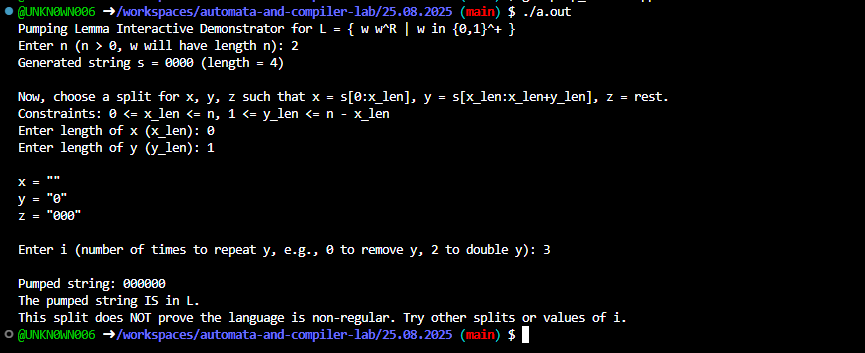 @UNKN0WN006 ➜/workspaces/automata-and-compiler-lab/25.08.2025 (main) $ ./a.out
Pumping Lemma Interactive Demonstrator for L = { w w^R | w in {0,1}^+ }
Enter n (n > 0, w will have length n): 2
Generated string s = 0000 (length = 4)
Now, choose a split for x, y, z such that x = s[0:x_len], y = s[x_len:x_len+y_len], z = rest.
Constraints: 0 <= x_len <= n, 1 <= y_len <= n - x_len
Enter length of x (x_len): 0
Enter length of y (y_len): 1
x = ""
y = "0"
z = "000"
Enter i (number of times to repeat y, e.g., 0 to remove y, 2 to double y): 3
Pumped string: 000000
The pumped string IS in L.
This split does NOT prove the language is non-regular. Try other splits or values of i.
@UNKN0WN006 ➜/workspaces/automata-and-compiler-lab/25.08.2025 (main) $